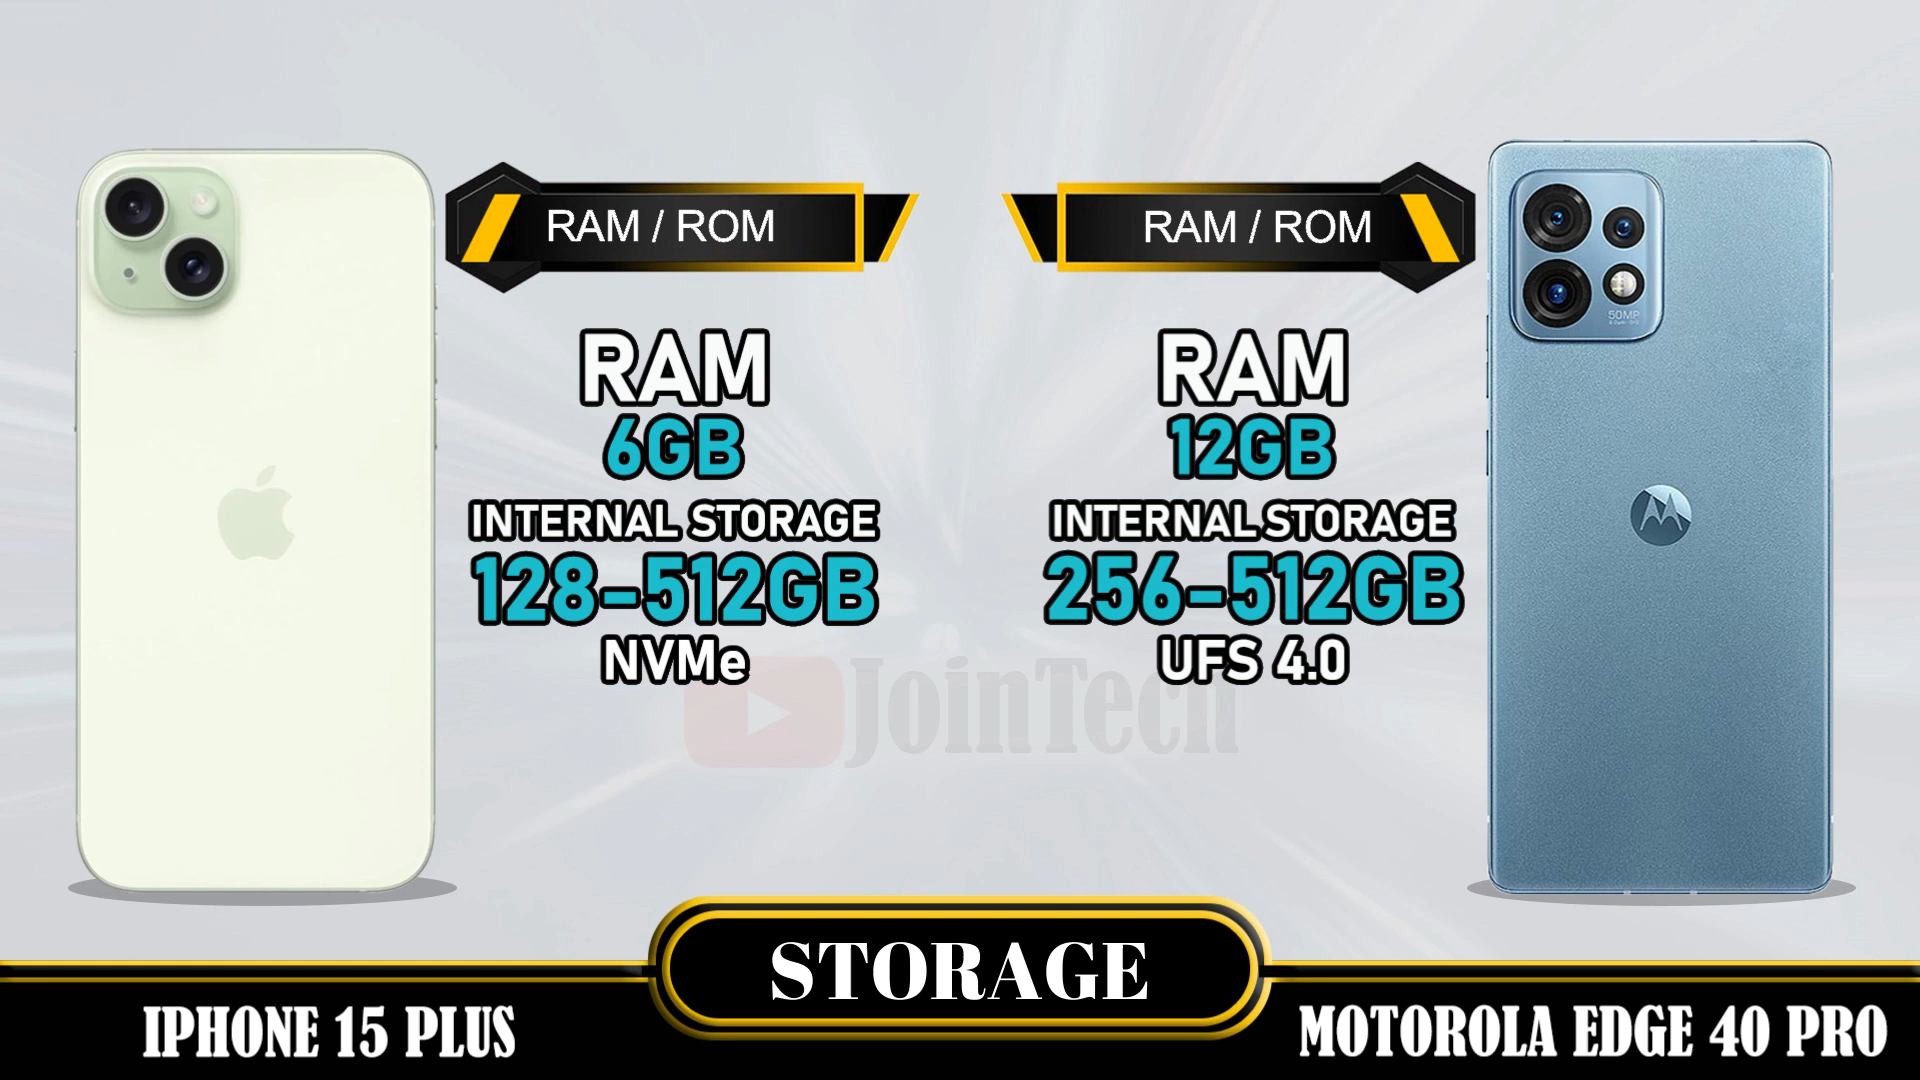 RAM / ROM
RAM
6GB
INTERNAL STORAGE
128-512GB
NVMe
RAM / ROM
RAM
12GB
INTERNAL STORAGE
256-512GB
UFS 4.0
50MP
JoinTech
STORAGE
IPHONE 15 PLUS
MOTOROLA EDGE 40 PRO